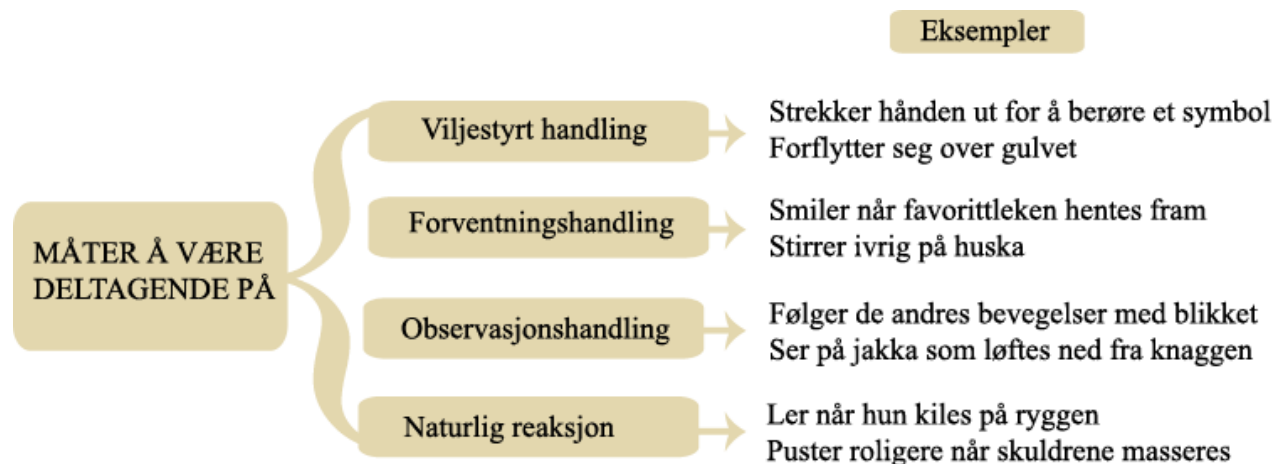 Eksempler
MÅTER Å VÆRE
DELTAGENDE PÅ
Viljestyrt handling
Strekker hånden ut for å berøre et symbol
Forflytter seg over gulvet
Forventningshandling
Smiler når favorittleken hentes fram
Stirrer ivrig på huska
Observasjonshandling
Følger de andres bevegelser med blikket
Ser på jakka som løftes ned fra knaggen
Naturlig reaksjon
Ler når hun kiles på ryggen
Puster roligere når skuldrene masseres